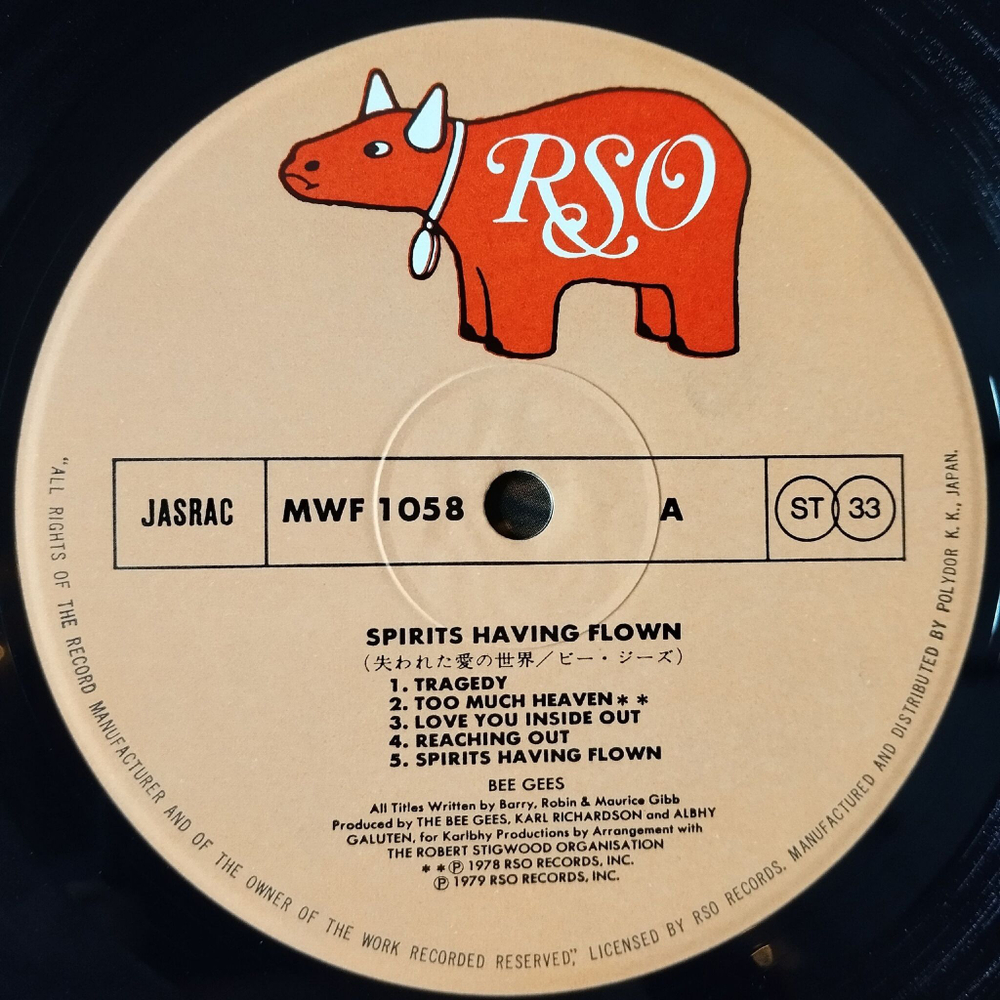 RSO
JASRAC
MWF 1058
A
ST 33
SPIRITS HAVING FLOWN
(失われた愛の世界／ビー・ジーズ)
1. TRAGEDY
2. TOO MUCH HEAVEN＊＊
3. LOVE YOU INSIDE OUT
4. REACHING OUT
5. SPIRITS HAVING FLOWN
BEE GEES
All Titles Written by Barry, Robin & Maurice Gibb
Produced by THE BEE GEES, KARL RICHARDSON and ALBHY
GALUTEN, for Karlbhy Productions by Arrangement with
THE ROBERT STIGWOOD ORGANISATION
＊＊Ⓟ 1978 RSO RECORDS, INC.
Ⓟ 1979 RSO RECORDS, INC.
"ALL RIGHTS OF THE RECORD MANUFACTURER AND OF THE OWNER OF THE WORK RECORDED RESERVED", LICENSED BY RSO RECORDS, MANUFACTURED AND DISTRIBUTED BY POLYDOR K. K., JAPAN.